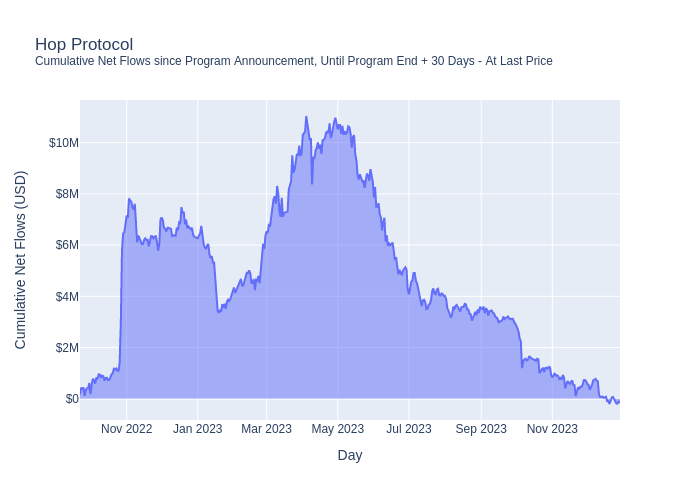 Hop Protocol
Cumulative Net Flows since Program Announcement, Until Program End + 30 Days - At Last Price
Cumulative Net Flows (USD)
$10M
$8M
$6M
$4M
$2M
$0
Nov 2022 Jan 2023 Mar 2023 May 2023 Jul 2023 Sep 2023 Nov 2023
Day